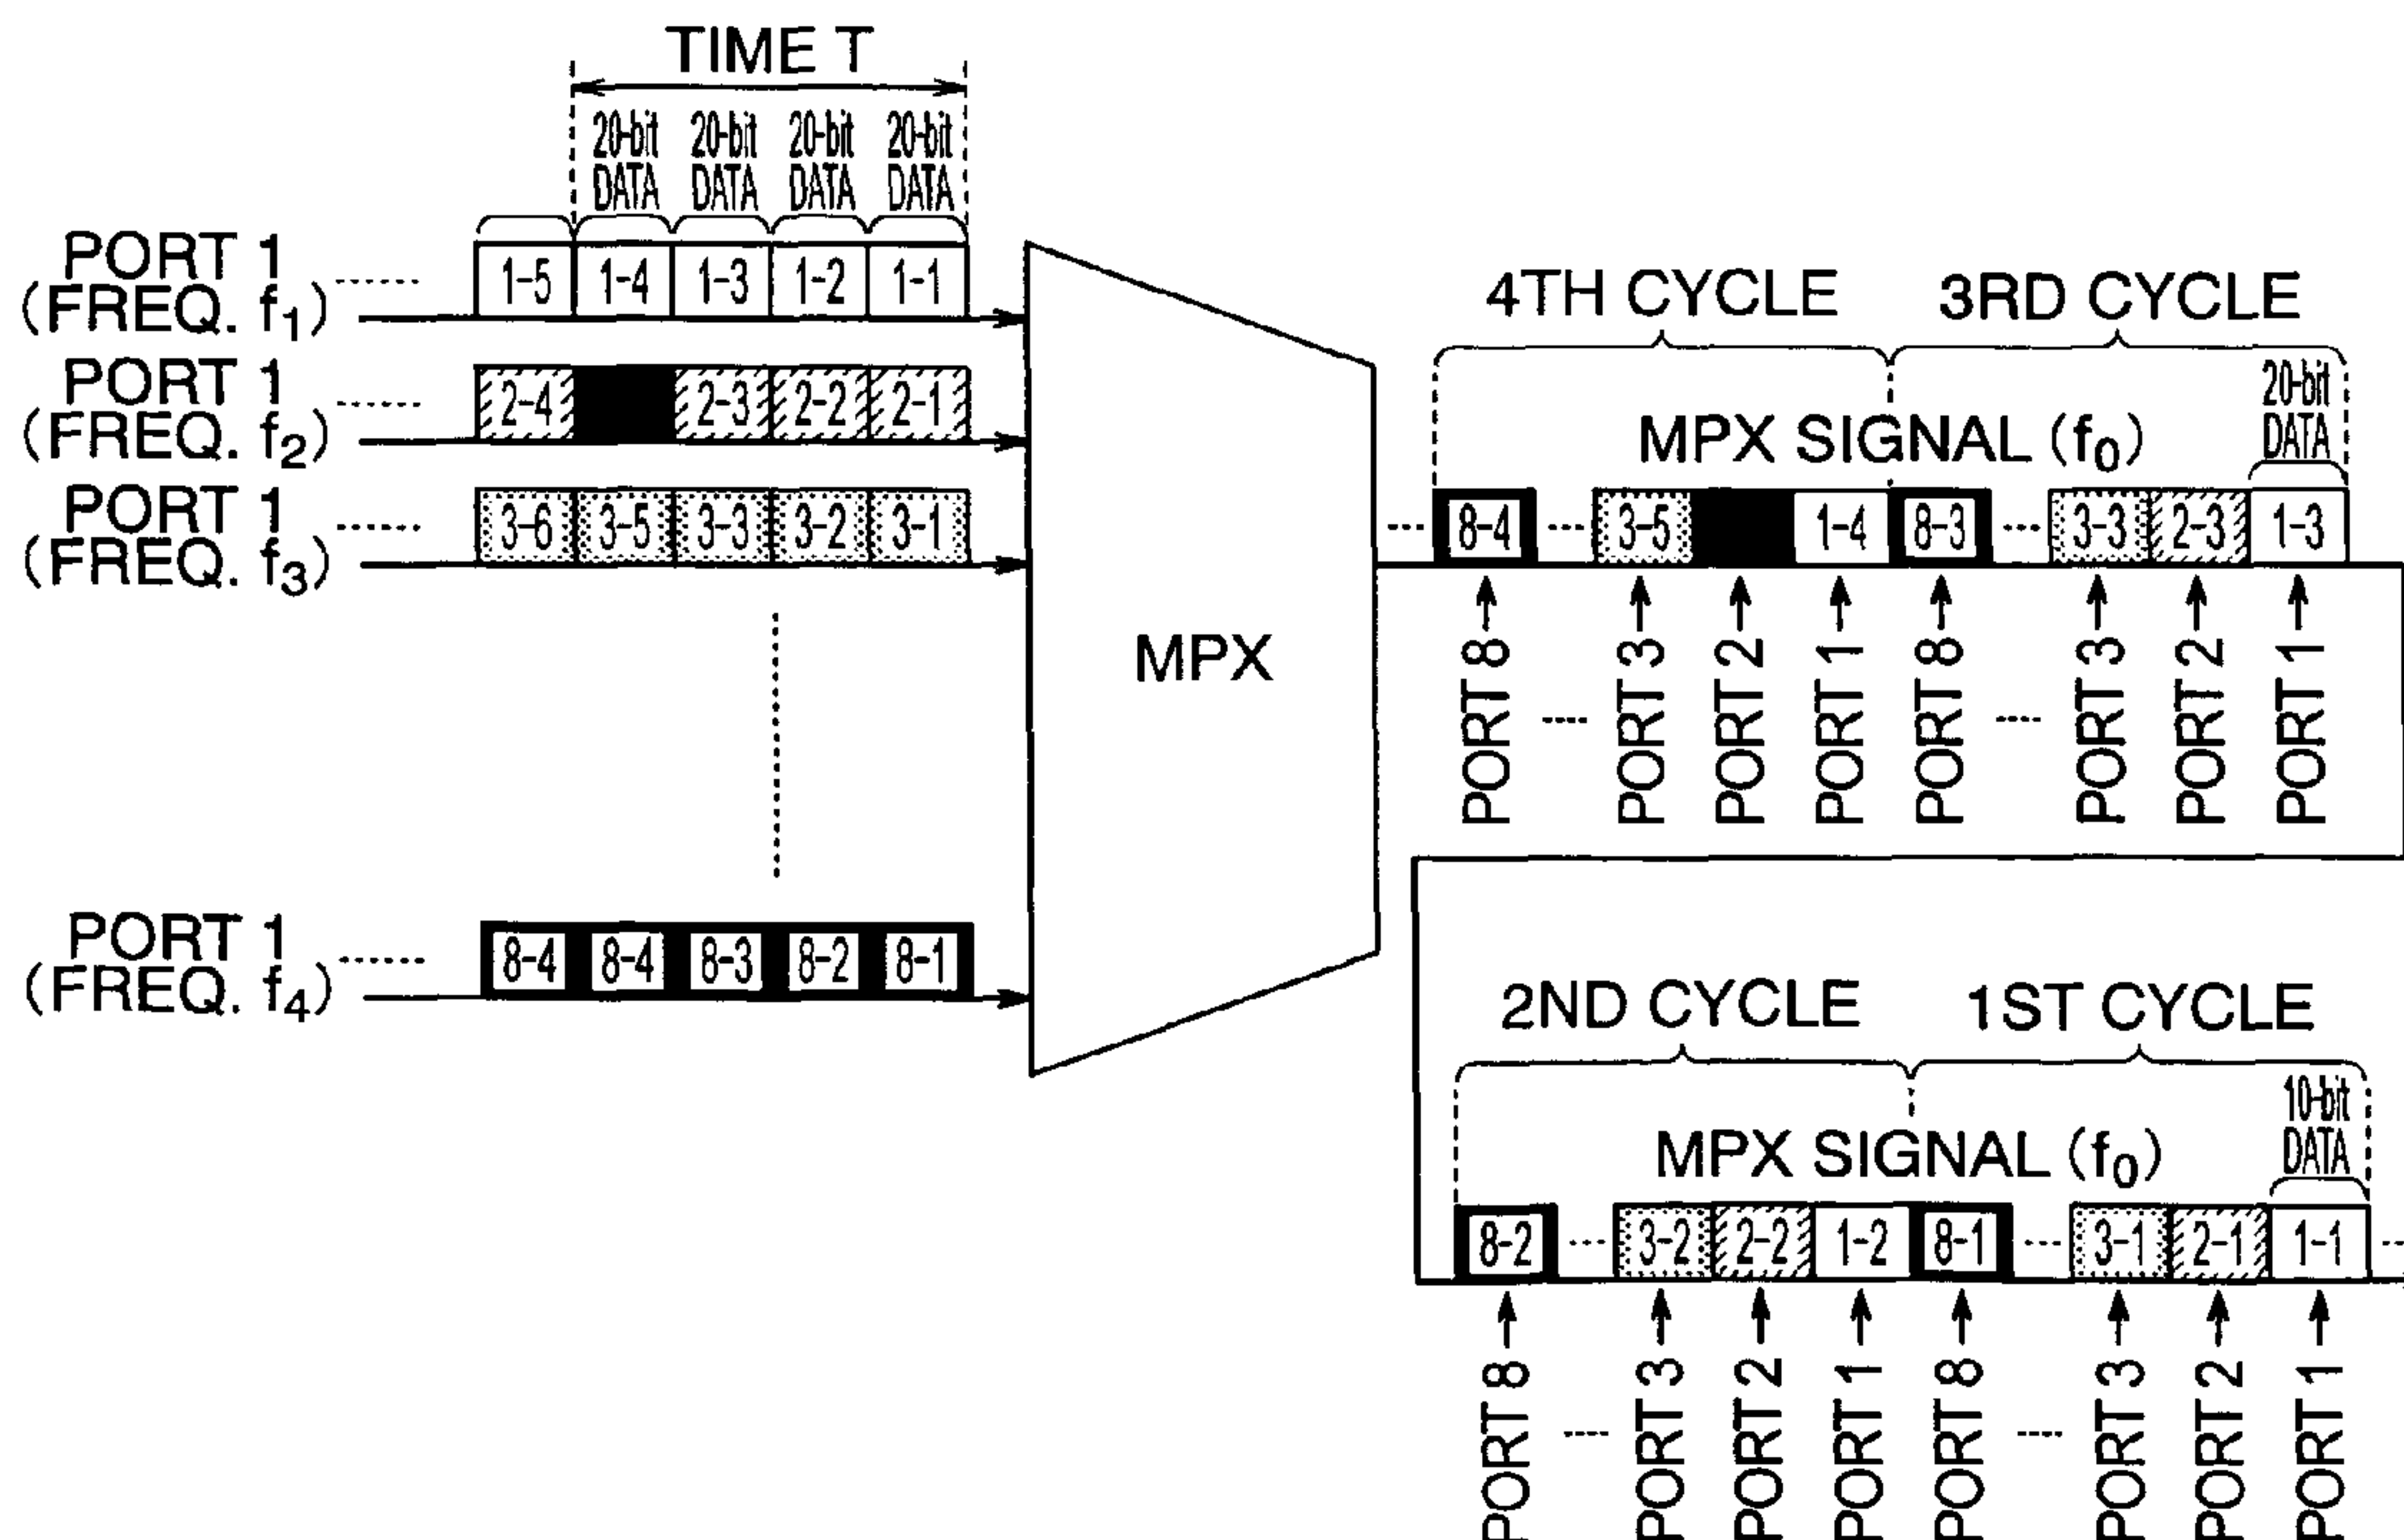 TIME T
20-bit 20-bit 20-bit 20-bit
DATA DATA DATA DATA
PORT 1
(FREQ. f1)
1-5 1-4 1-3 1-2 1-1
PORT 1
(FREQ. f2)
2-4 2-3 2-2 2-1
PORT 1
(FREQ. f3)
3-6 3-5 3-3 3-2 3-1
PORT 1
(FREQ. f4)
8-4 8-4 8-3 8-2 8-1
MPX
4TH CYCLE 3RD CYCLE
20-bit
DATA
MPX SIGNAL (f0)
8-4 3-5 1-4 8-3 3-3 2-3 1-3
PORT 8
PORT 3
PORT 2
PORT 1
PORT 8
PORT 3
PORT 2
PORT 1
2ND CYCLE 1ST CYCLE
10-bit
DATA
MPX SIGNAL (f0)
8-2 3-2 2-2 1-2 8-1 3-1 2-1 1-1
PORT 8
PORT 3
PORT 2
PORT 1
PORT 8
PORT 3
PORT 2
PORT 1